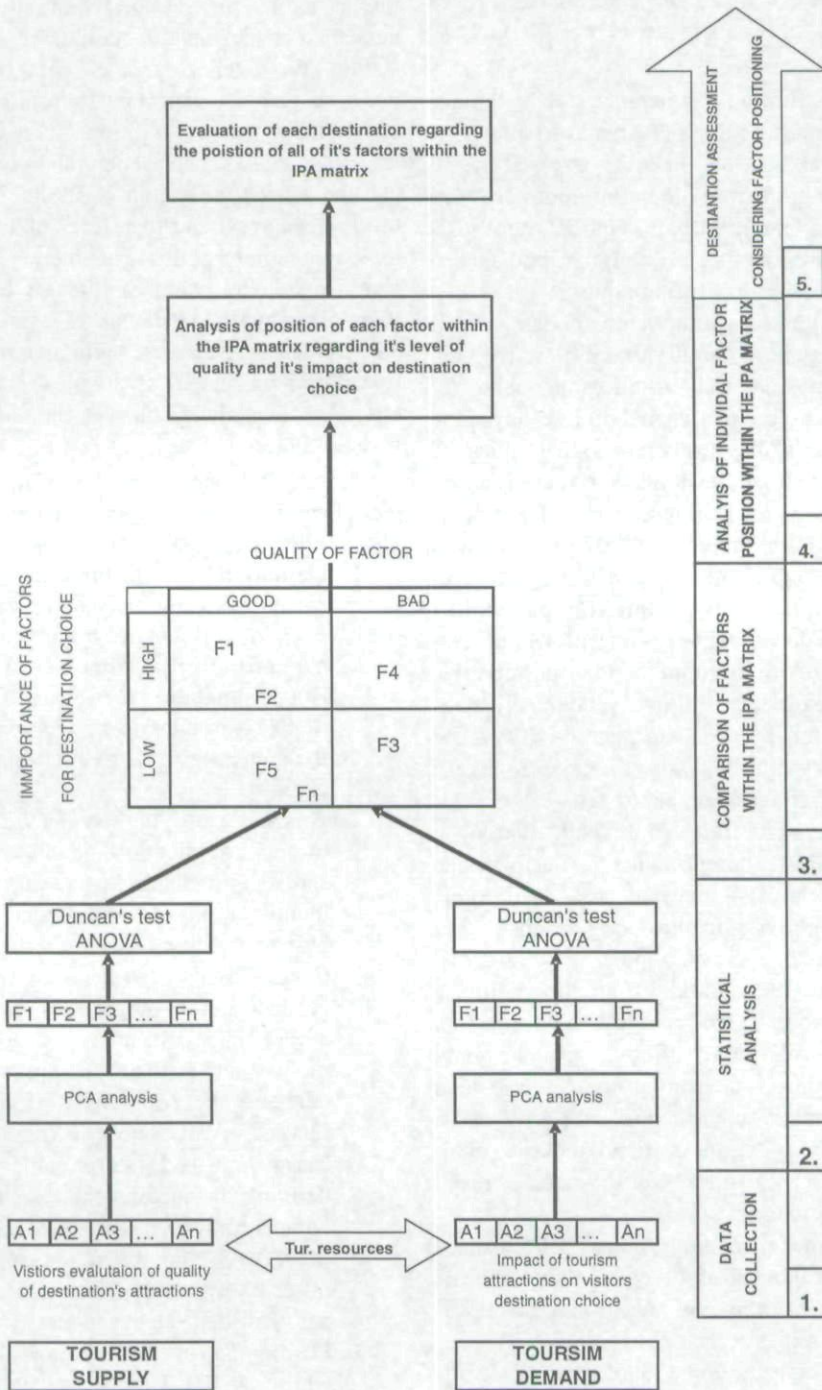 Evaluation of each destination regarding
the poistion of all of it's factors within the
IPA matrix
Analysis of position of each factor within
the IPA matrix regarding it's level of
quality and it's impact on destination
choice
QUALITY OF FACTOR
IMMPORTANCE OF FACTORS
FOR DESTINATION CHOICE
GOOD
BAD
HIGH
F1
F2
F4
LOW
F5
Fn
F3
Duncan's test
ANOVA
Duncan's test
ANOVA
F1 F2 F3 ... Fn
F1 F2 F3 ... Fn
PCA analysis
PCA analysis
A1 A2 A3 ... An
Tur. resources
A1 A2 A3 ... An
Vistiors evalutaion of quality
of destination's attractions
Impact of tourism
attractions on visitors
destination choice
TOURISM
SUPPLY
TOURSIM
DEMAND
DESTIANTION ASSESSMENT
CONSIDERING FACTOR POSITIONING
5.
ANALYIS OF INDIVIDAL FACTOR
POSITION WITHIN THE IPA MATRIX
4.
COMPARISON OF FACTORS
WITHIN THE IPA MATRIX
3.
STATISTICAL
ANALYSIS
2.
DATA
COLLECTION
1.